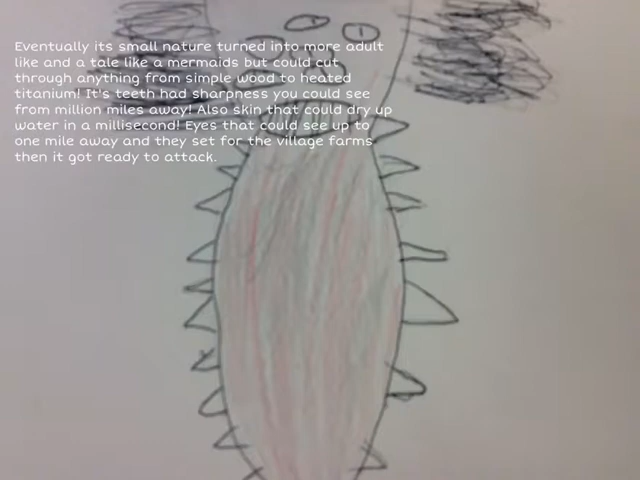 Eventually its small nature turned into more adult
like and a tale like a mermaids but could cut
through anything from simple wood to heated
titanium! It's teeth had sharpness you could see
from million miles away! Also skin that could dry up
water in a millisecond! Eyes that could see up to
one mile away and they set for the village farms
then it got ready to attack.